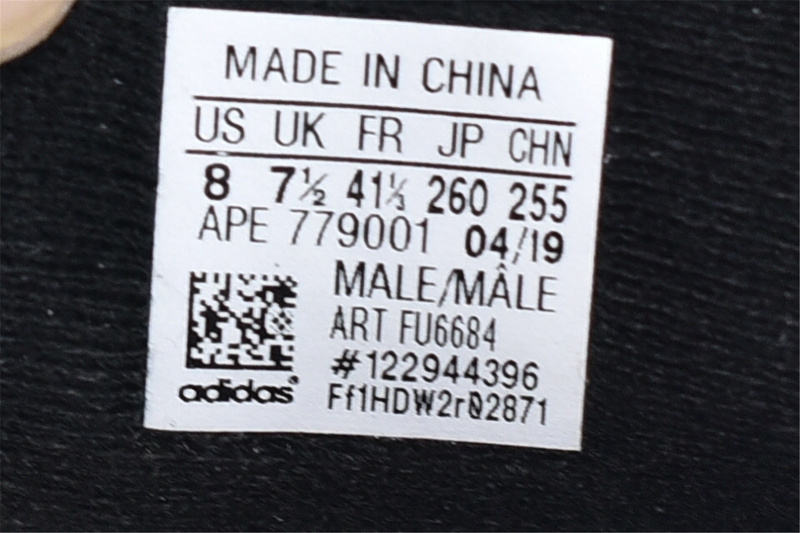 MADE IN CHINA
US UK FR JP CHN
8 7½ 41⅓ 260 255
APE 779001 04/19
MALE/MÂLE
ART FU6684
#122944396
Ff1HDW2r02871
adidas